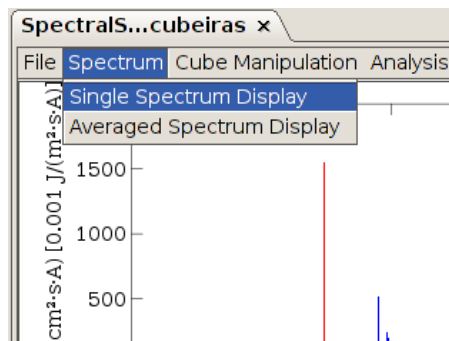 SpectralS...cubeiras ×
File Spectrum Cube Manipulation Analysis
Single Spectrum Display
Averaged Spectrum Display
cm²·s·A) [0.001 J/(m²·s·A)]
1500
1000
500